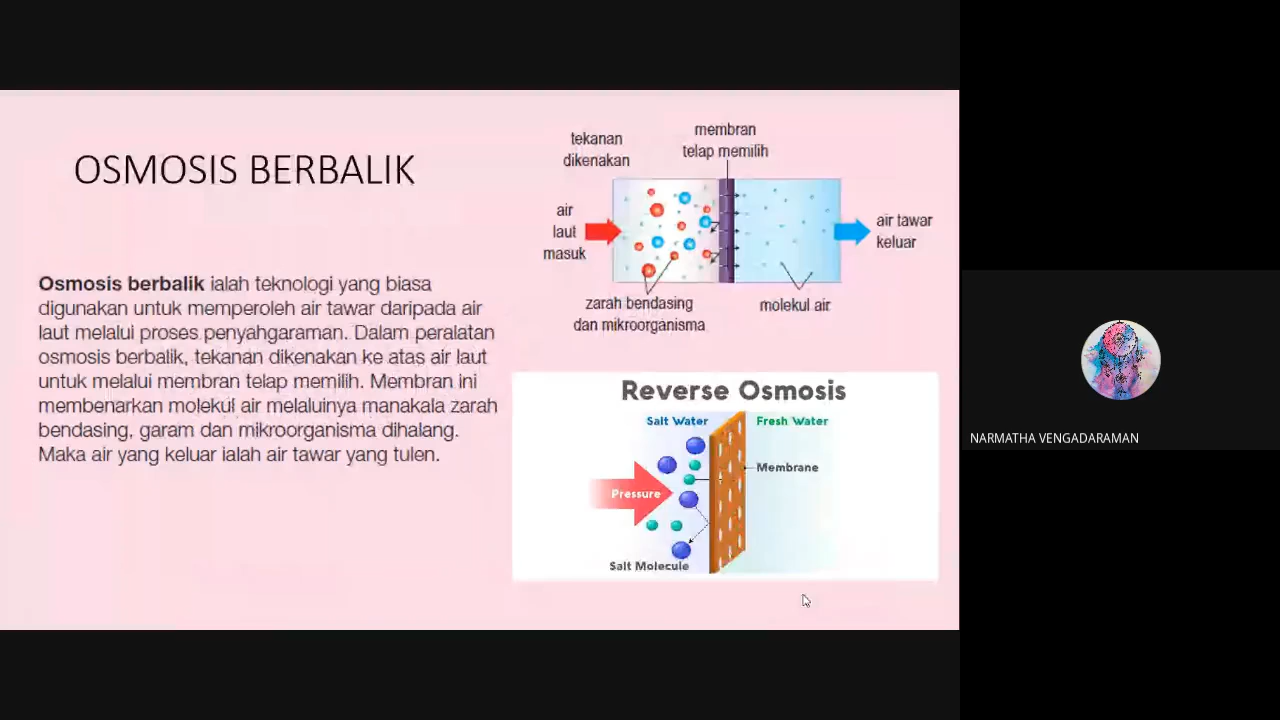 OSMOSIS BERBALIK
Osmosis berbalik ialah teknologi yang biasa
digunakan untuk memperoleh air tawar daripada air
laut melalui proses penyahgaraman. Dalam peralatan
osmosis berbalik, tekanan dikenakan ke atas air laut
untuk melalui membran telap memilih. Membran ini
membenarkan molekul air melaluinya manakala zarah
bendasing, garam dan mikroorganisma dihalang.
Maka air yang keluar ialah air tawar yang tulen.
tekanan
dikenakan
membran
telap memilih
air
laut
masuk
air tawar
keluar
zarah bendasing
dan mikroorganisma
molekul air
Reverse Osmosis
Salt Water
Fresh Water
Membrane
Pressure
Salt Molecule
NARMATHA VENGADARAMAN